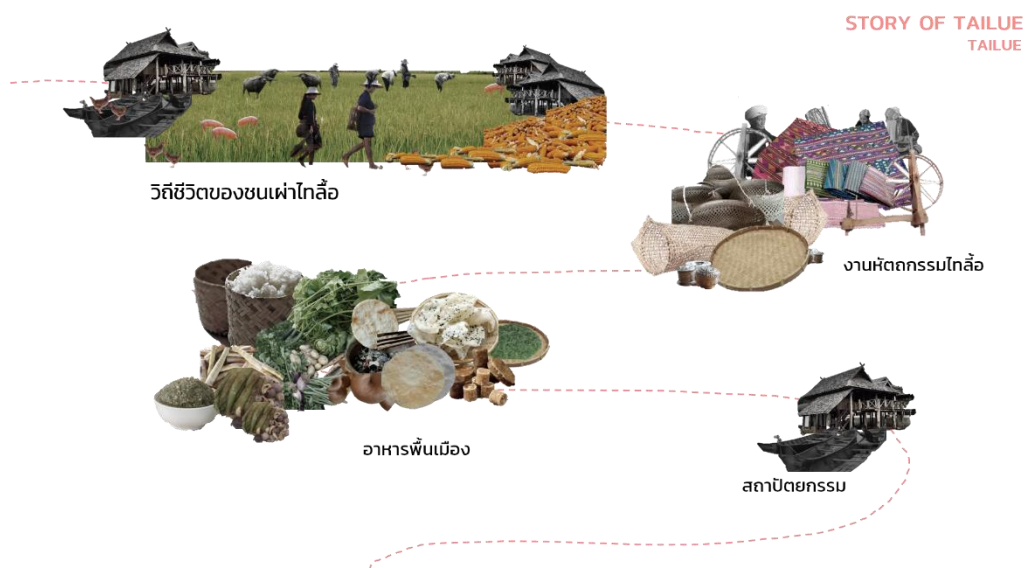 STORY OF TAILUE
TAILUE
วิถีชีวิตของชนเผ่าไทลื้อ
งานหัตถกรรมไทลื้อ
อาหารพื้นเมือง
สถาปัตยกรรม